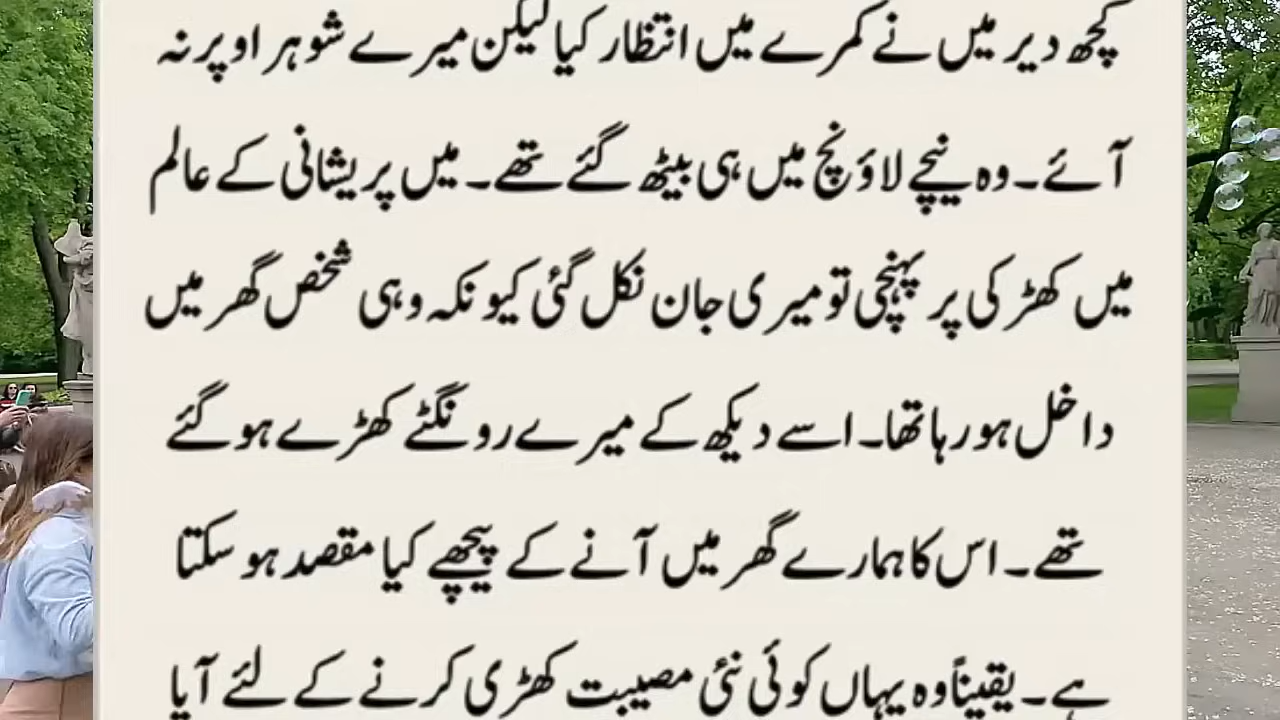 کچھ دیر میں نے کمرے میں انتظار کیا لیکن میرے شوہر اوپر نہ
آئے۔ وہ نیچے لاؤنچ میں ہی بیٹھ گئے تھے۔ میں پریشانی کے عالم
میں کھڑکی پر پہنچی تو میری جان نکل گئی کیونکہ وہی شخص گھر میں
داخل ہو رہا تھا۔ اسے دیکھ کے میرے رونگٹے کھڑے ہو گئے
تھے۔ اس کا ہمارے گھر میں آنے کے پیچھے کیا مقصد ہو سکتا
ہے۔ یقیناً وہ یہاں کوئی نئی مصیبت کھڑی کرنے کے لئے آیا